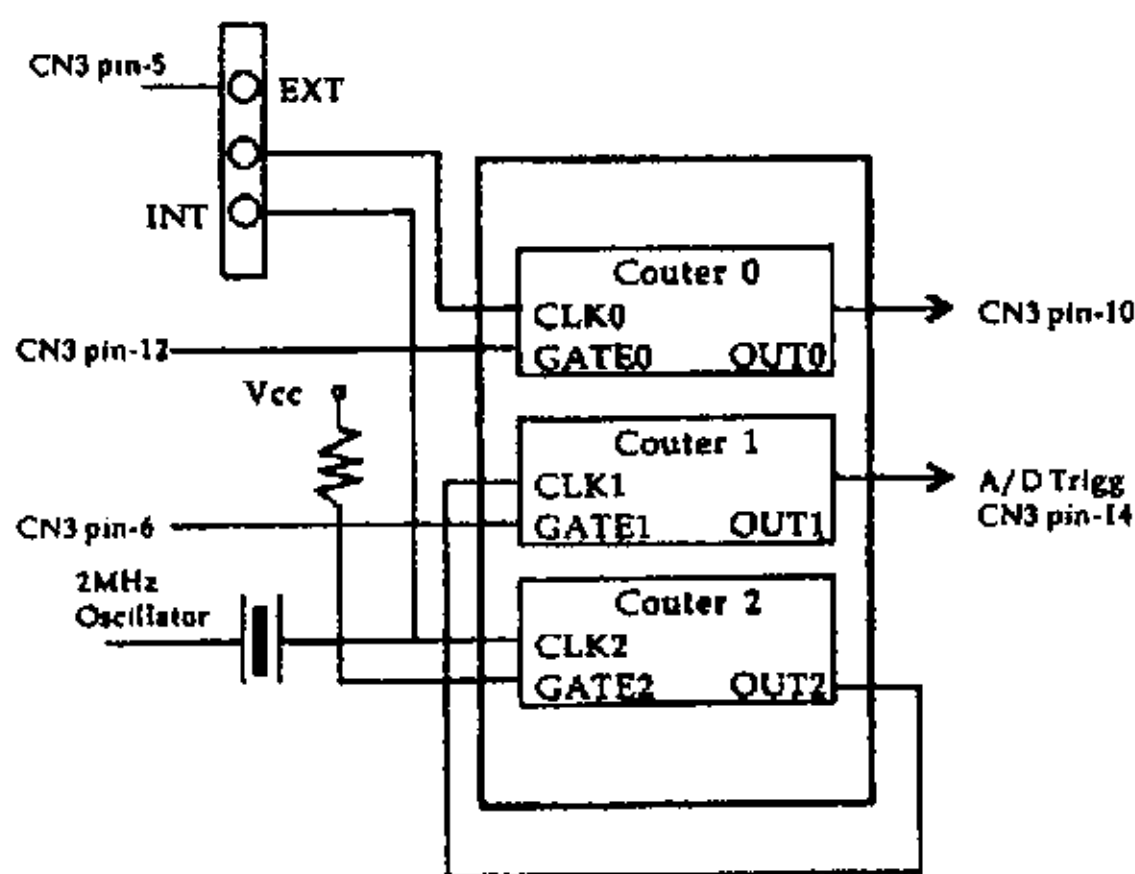 CN3 pin-5
EXT
INT
Couter 0
CLK0
CN3 pin-10
CN3 pin-12
GATE0
OUT0
Vcc
Couter 1
CLK1
A/D Trigg
CN3 pin-14
CN3 pin-6
GATE1
OUT1
2MHz
Oscillator
Couter 2
CLK2
GATE2
OUT2